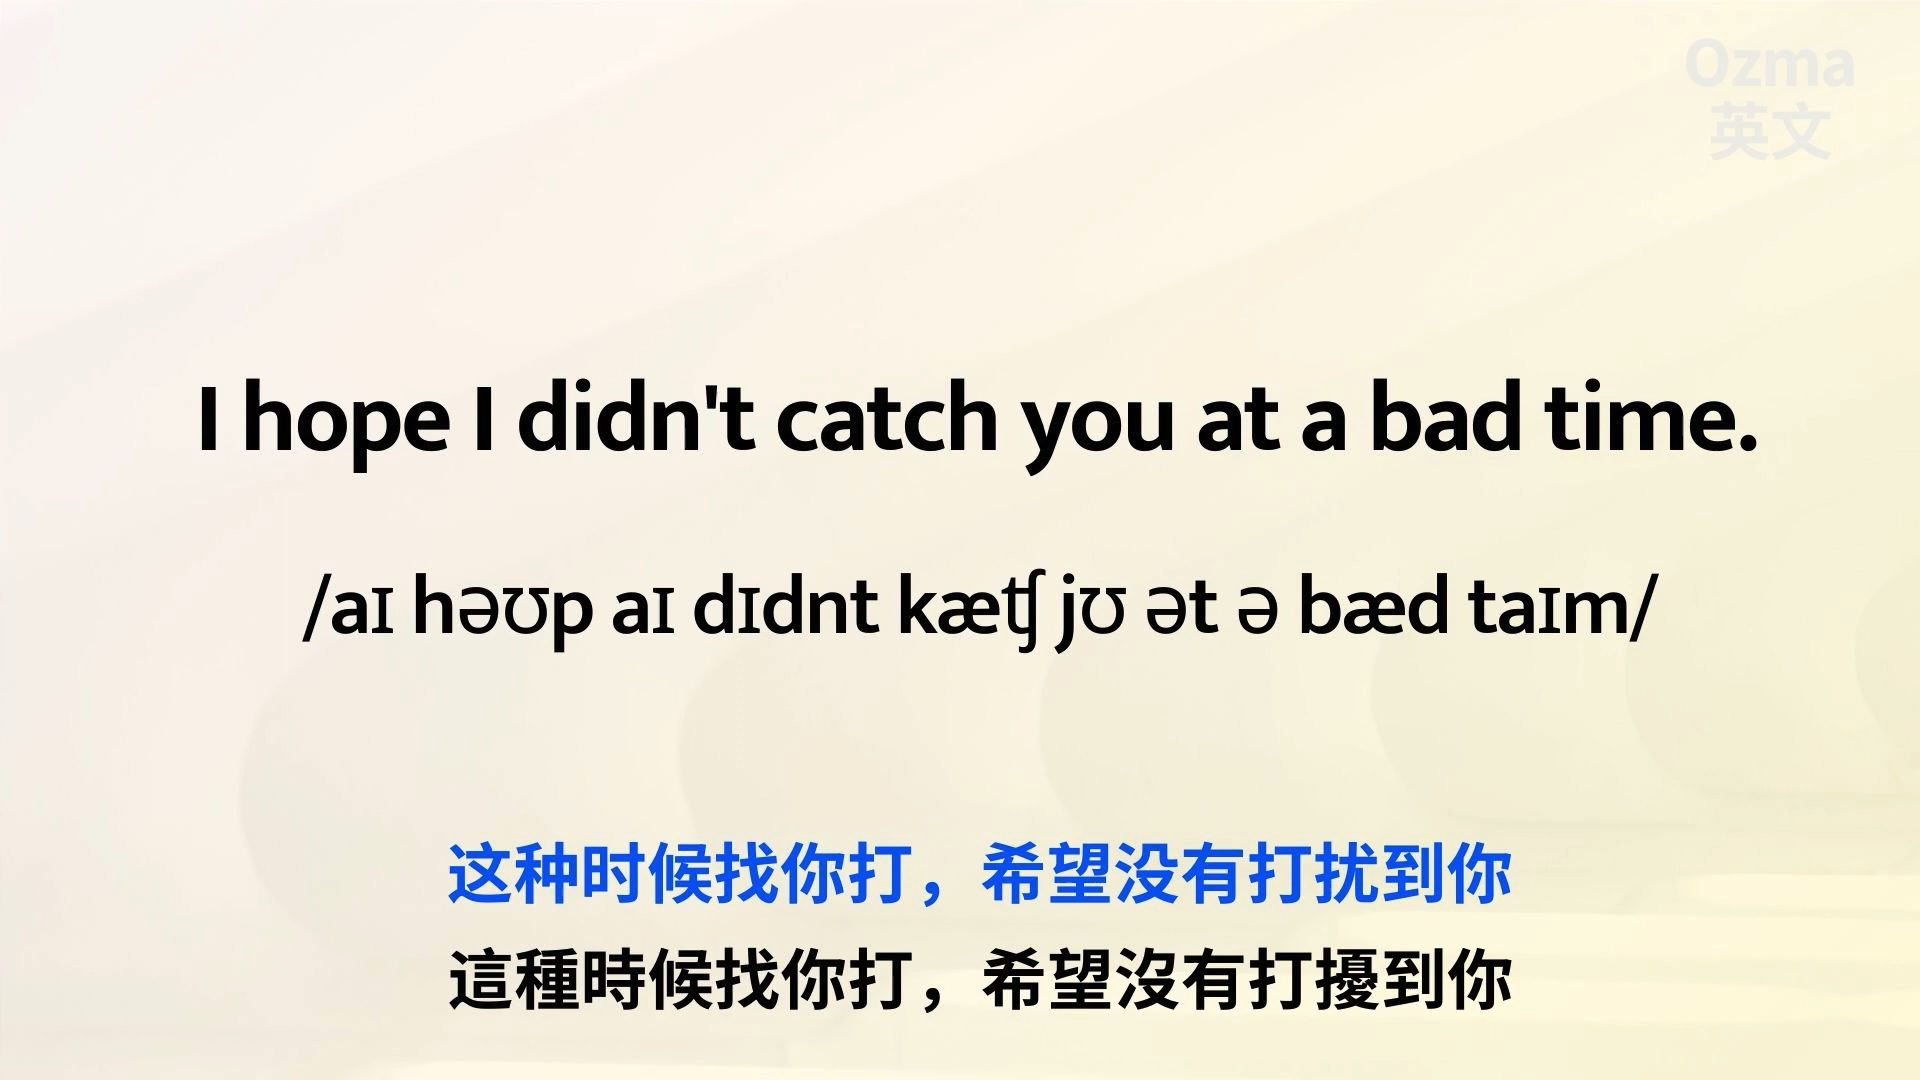 Ozma
英文
I hope I didn't catch you at a bad time.
/aɪ həʊp aɪ dɪdnt kæʧ jʊ ət ə bæd taɪm/
这种时候找你打，希望没有打扰到你
這種時候找你打，希望沒有打擾到你